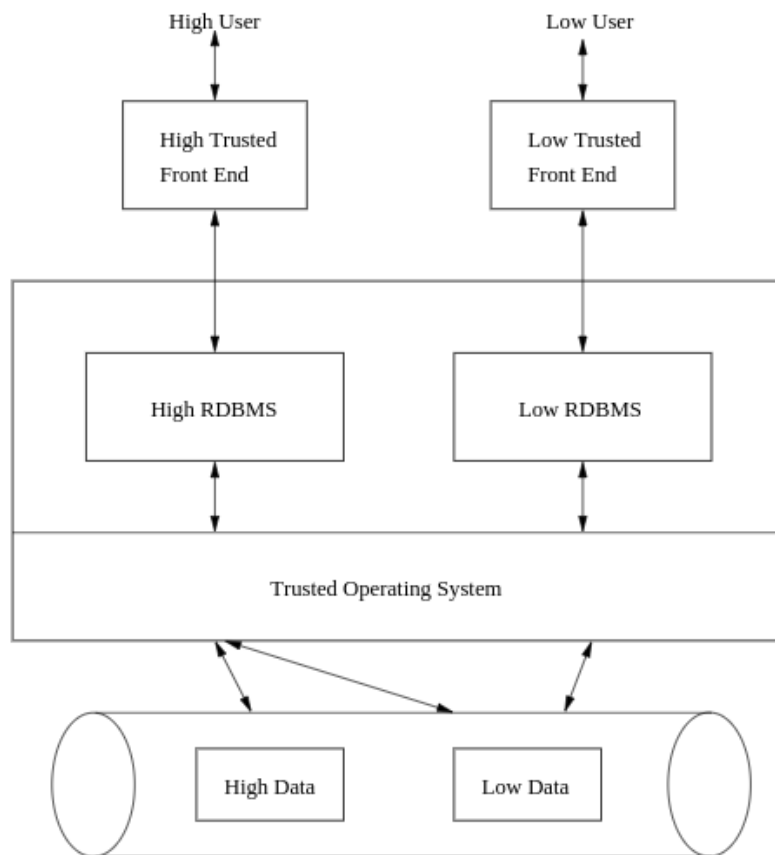 High User
Low User
High Trusted
Front End
Low Trusted
Front End
High RDBMS
Low RDBMS
Trusted Operating System
High Data
Low Data